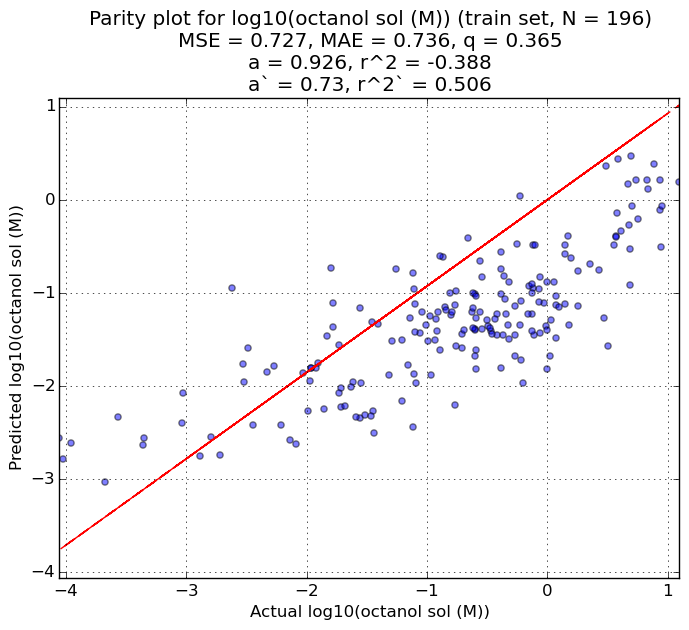 Parity plot for log10(octanol sol (M)) (train set, N = 196)
MSE = 0.727, MAE = 0.736, q = 0.365
a = 0.926, r^2 = -0.388
a` = 0.73, r^2` = 0.506
1
0
−1
−2
−3
−4
Predicted log10(octanol sol (M))
−4
−3
−2
−1
0
1
Actual log10(octanol sol (M))